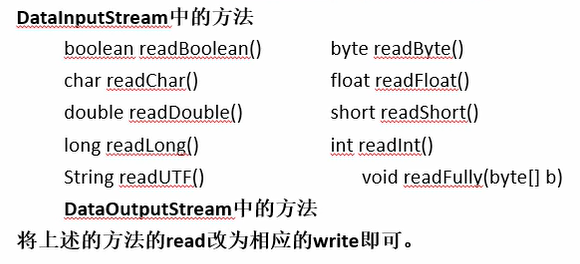 DataInputStream中的方法
boolean readBoolean() byte readByte()
char readChar() float readFloat()
double readDouble() short readShort()
long readLong() int readInt()
String readUTF() void readFully(byte[] b)
DataOutputStream中的方法
将上述的方法的read改为相应的write即可。